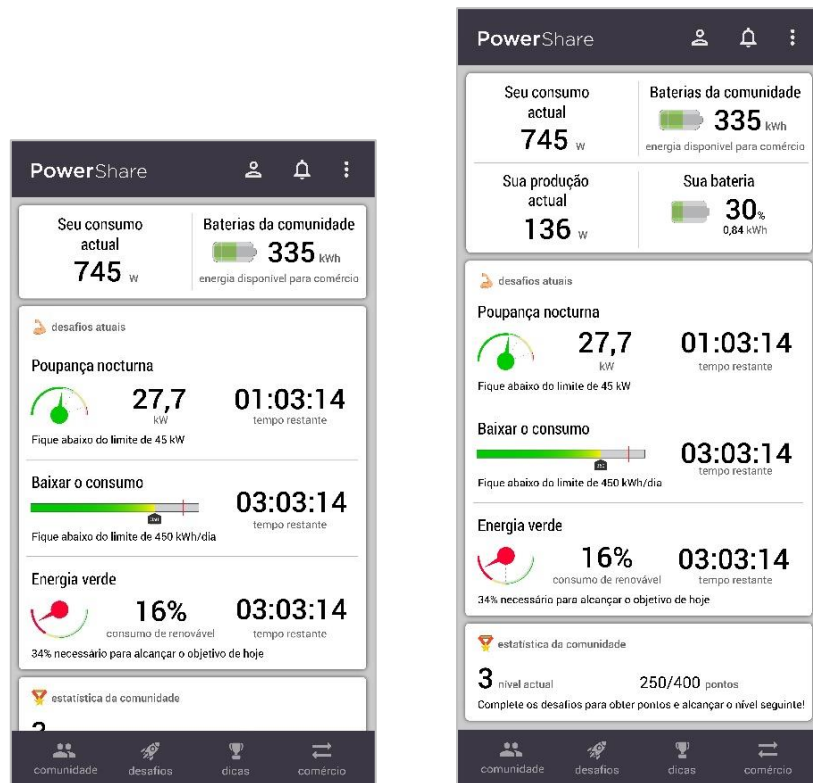 PowerShare
Seu consumo
actual
745 W
Baterias da comunidade
335 kWh
energia disponível para comércio
desafios atuais
Poupança nocturna
27,7
kW
01:03:14
tempo restante
Fique abaixo do limite de 45 kW
Baixar o consumo
03:03:14
tempo restante
Fique abaixo do limite de 450 kWh/dia
Energia verde
16%
consumo de renovável
03:03:14
tempo restante
34% necessário para alcançar o objetivo de hoje
estatística da comunidade
comunidade
desafios
dicas
comércio
PowerShare
Seu consumo
actual
745 W
Baterias da comunidade
335 kWh
energia disponível para comércio
Sua produção
actual
136 W
Sua bateria
30%
0,84 kWh
desafios atuais
Poupança nocturna
27,7
kW
01:03:14
tempo restante
Fique abaixo do limite de 45 kW
Baixar o consumo
03:03:14
tempo restante
Fique abaixo do limite de 450 kWh/dia
Energia verde
16%
consumo de renovável
03:03:14
tempo restante
34% necessário para alcançar o objetivo de hoje
estatística da comunidade
3 nível actual
250/400 pontos
Complete os desafios para obter pontos e alcançar o nível seguinte!
comunidade
desafios
dicas
comércio